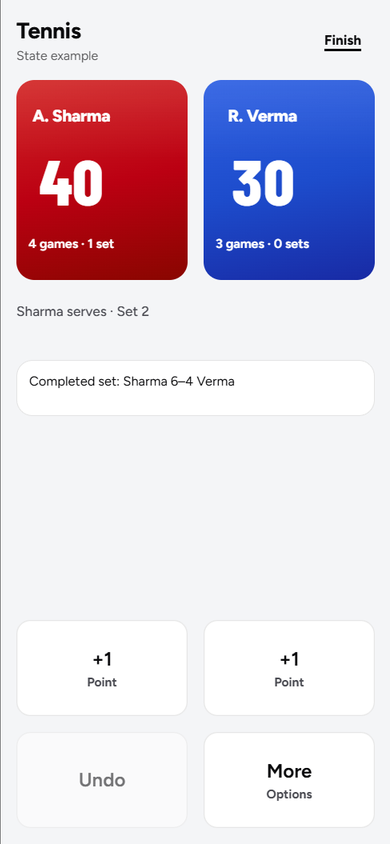 Tennis
State example
Finish
A. Sharma
40
4 games · 1 set
R. Verma
30
3 games · 0 sets
Sharma serves · Set 2
Completed set: Sharma 6–4 Verma
+1
Point
+1
Point
Undo
More
Options